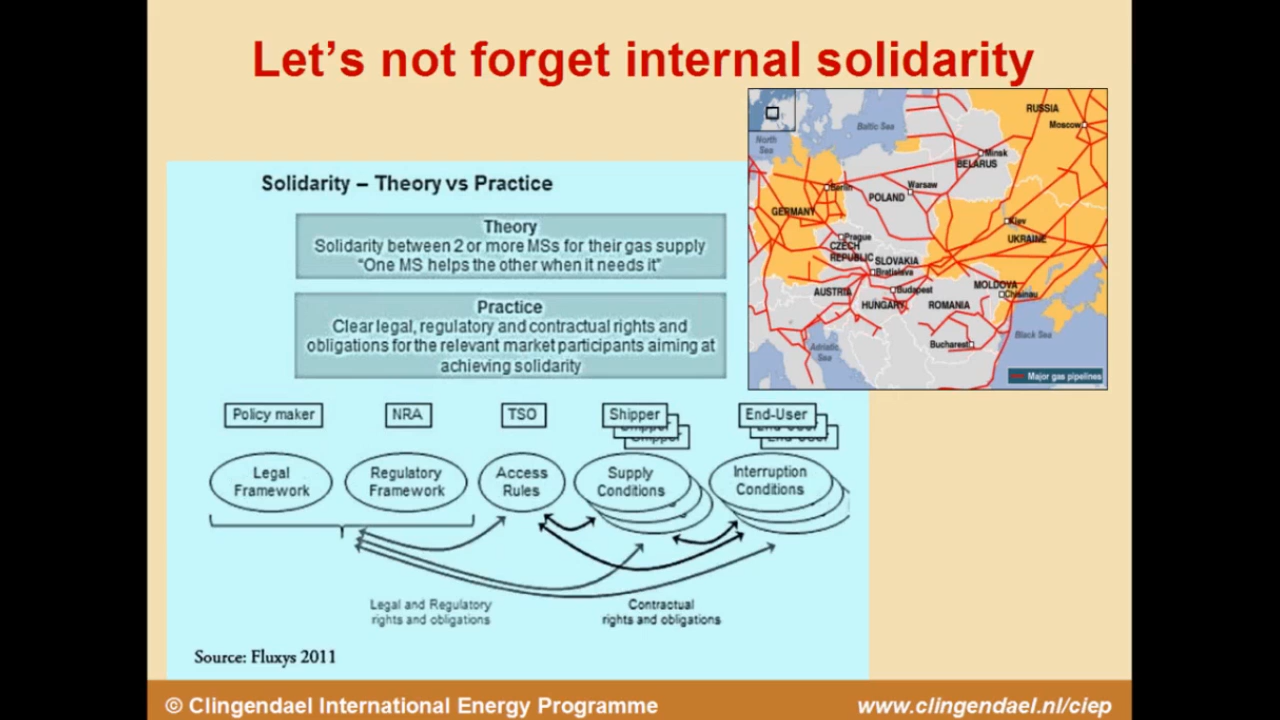 Let's not forget internal solidarity
Solidarity – Theory vs Practice
Theory
Solidarity between 2 or more MSs for their gas supply
"One MS helps the other when it needs it"
Practice
Clear legal, regulatory and contractual rights and
obligations for the relevant market participants aiming at
achieving solidarity
Policy maker
NRA
TSO
Shipper
Shipper
Shipper
End-User
End-User
End-User
Legal
Framework
Regulatory
Framework
Access
Rules
Supply
Conditions
Interruption
Conditions
Legal and Regulatory
rights and obligations
Contractual
rights and obligations
Source: Fluxys 2011
North
Sea
Baltic Sea
RUSSIA
Moscow
Minsk
BELARUS
Berlin
Warsaw
POLAND
GERMANY
Kiev
UKRAINE
Prague
CZECH
REPUBLIC
SLOVAKIA
Bratislava
AUSTRIA
Budapest
HUNGARY
ROMANIA
MOLDOVA
Chisinau
Bucharest
Adriatic
Sea
Black Sea
Major gas pipelines
© Clingendael International Energy Programme
www.clingendael.nl/ciep